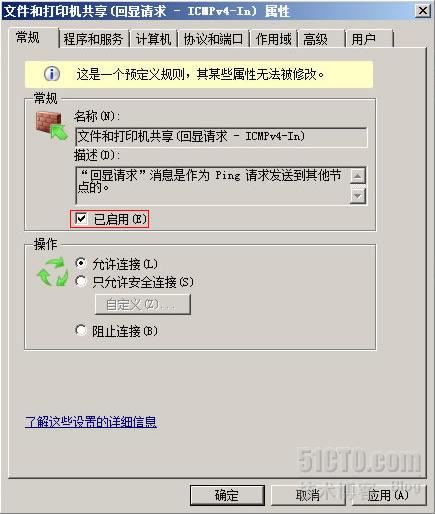 文件和打印机共享(回显请求 - ICMPv4-In) 属性
常规 程序和服务 计算机 协议和端口 作用域 高级 用户
这是一个预定义规则，其某些属性无法被修改。
常规
名称(N):
文件和打印机共享(回显请求 - ICMPv4-In)
描述(D):
“回显请求”消息是作为 Ping 请求发送到其他节
点的。
已启用(E)
操作
允许连接(L)
只允许安全连接(S)
自定义(Z)...
阻止连接(B)
了解这些设置的详细信息
51CTO.com
技术博客 Blog
确定 取消 应用(A)